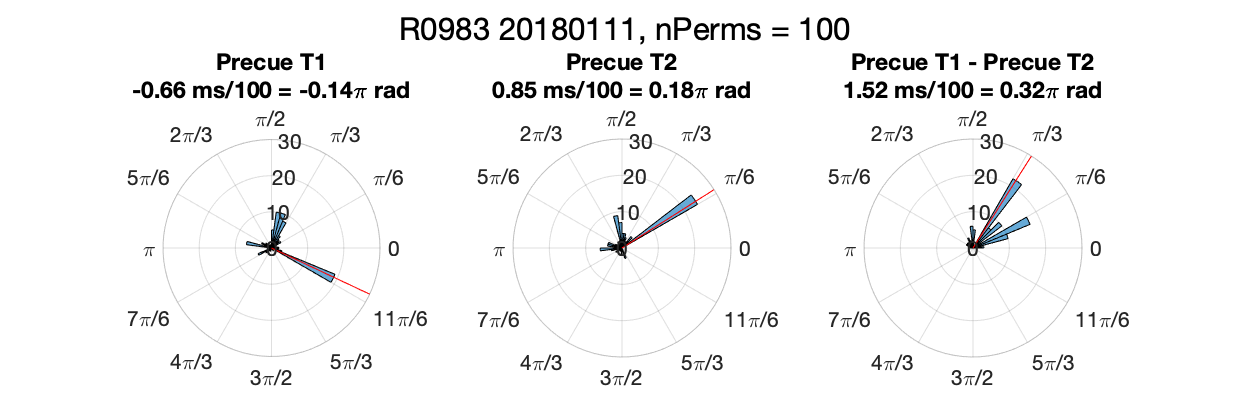 R0983 20180111, nPerms = 100
Precue T1
-0.66 ms/100 = -0.14π rad
π/2
2π/3
π/3
5π/6
π/6
π
0
7π/6
11π/6
4π/3
5π/3
3π/2
30
20
10
0
Precue T2
0.85 ms/100 = 0.18π rad
π/2
2π/3
π/3
5π/6
π/6
π
0
7π/6
11π/6
4π/3
5π/3
3π/2
30
20
10
0
Precue T1 - Precue T2
1.52 ms/100 = 0.32π rad
π/2
2π/3
π/3
5π/6
π/6
π
0
7π/6
11π/6
4π/3
5π/3
3π/2
30
20
10
0